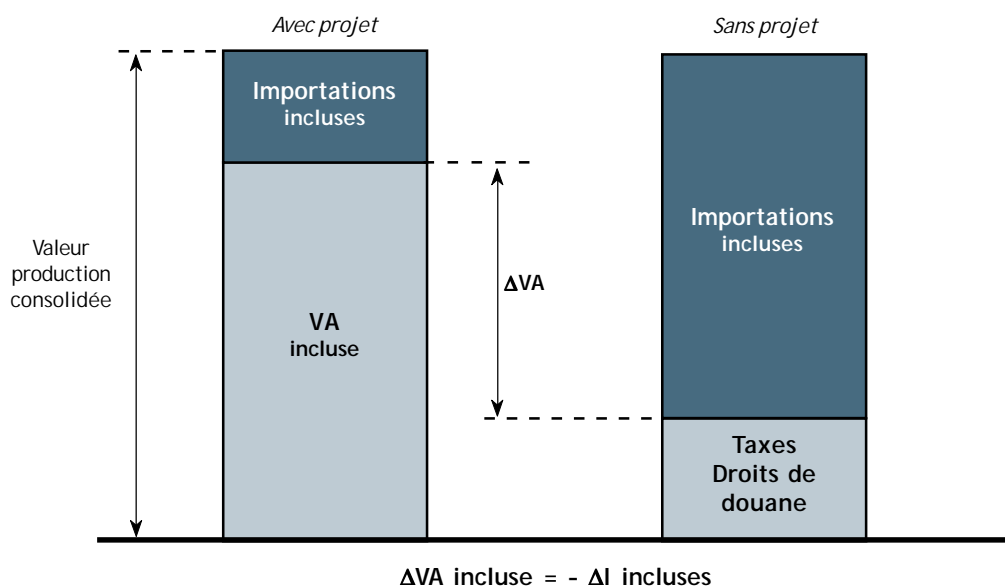 Avec projet
Sans projet
Importations
incluses
Importations
incluses
Valeur
production
consolidée
ΔVA
VA
incluse
Taxes
Droits de
douane
ΔVA incluse = - ΔI incluses